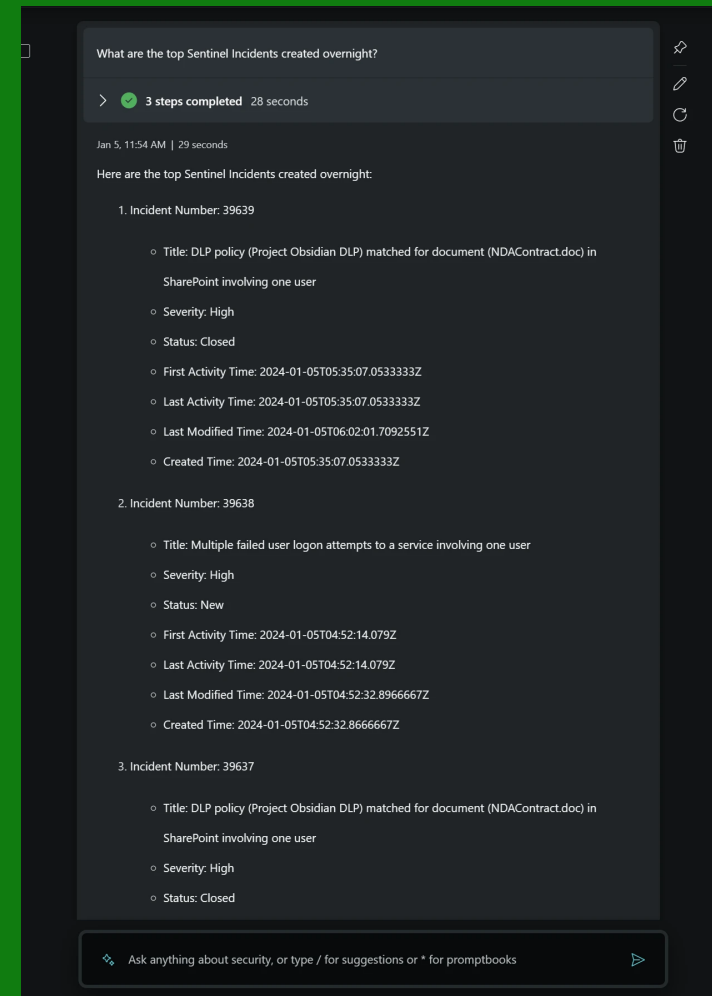 What are the top Sentinel Incidents created overnight?
3 steps completed 28 seconds
Jan 5, 11:54 AM | 29 seconds
Here are the top Sentinel Incidents created overnight:
1. Incident Number: 39639
○ Title: DLP policy (Project Obsidian DLP) matched for document (NDAContract.doc) in
SharePoint involving one user
○ Severity: High
○ Status: Closed
○ First Activity Time: 2024-01-05T05:35:07.0533333Z
○ Last Activity Time: 2024-01-05T05:35:07.0533333Z
○ Last Modified Time: 2024-01-05T06:02:01.7092551Z
○ Created Time: 2024-01-05T05:35:07.0533333Z
2. Incident Number: 39638
○ Title: Multiple failed user logon attempts to a service involving one user
○ Severity: High
○ Status: New
○ First Activity Time: 2024-01-05T04:52:14.079Z
○ Last Activity Time: 2024-01-05T04:52:14.079Z
○ Last Modified Time: 2024-01-05T04:52:32.8966667Z
○ Created Time: 2024-01-05T04:52:32.8666667Z
3. Incident Number: 39637
○ Title: DLP policy (Project Obsidian DLP) matched for document (NDAContract.doc) in
SharePoint involving one user
○ Severity: High
○ Status: Closed
Ask anything about security, or type / for suggestions or * for promptbooks